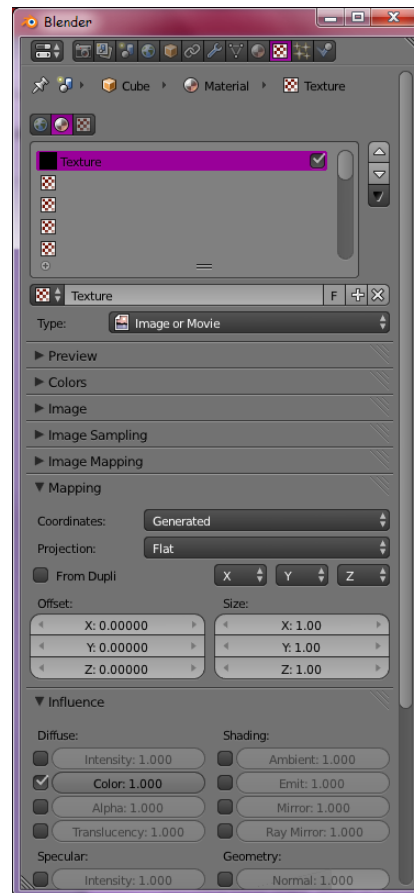 Blender
Cube Material Texture
Texture
Texture F
Type: Image or Movie
Preview
Colors
Image
Image Sampling
Image Mapping
Mapping
Coordinates: Generated
Projection: Flat
From Dupli X Y Z
Offset: Size:
X: 0.00000 X: 1.00
Y: 0.00000 Y: 1.00
Z: 0.00000 Z: 1.00
Influence
Diffuse: Shading:
Intensity: 1.000 Ambient: 1.000
Color: 1.000 Emit: 1.000
Alpha: 1.000 Mirror: 1.000
Translucency: 1.000 Ray Mirror: 1.000
Specular: Geometry:
Intensity: 1.000 Normal: 1.000